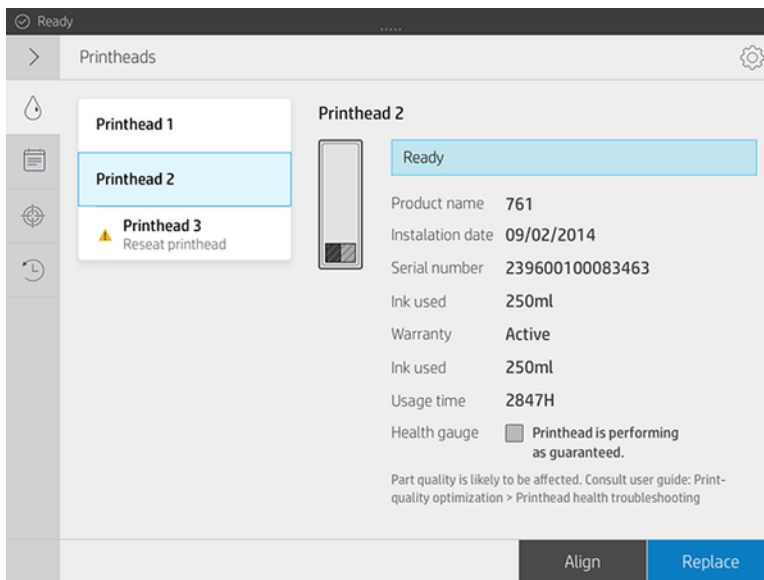 Ready
Printheads
Printhead 1
Printhead 2
Printhead 3
Reseat printhead
Printhead 2
Ready
Product name 761
Instalation date 09/02/2014
Serial number 239600100083463
Ink used 250ml
Warranty Active
Ink used 250ml
Usage time 2847H
Health gauge Printhead is performing
as guaranteed.
Part quality is likely to be affected. Consult user guide: Print-
quality optimization > Printhead health troubleshooting
Align Replace